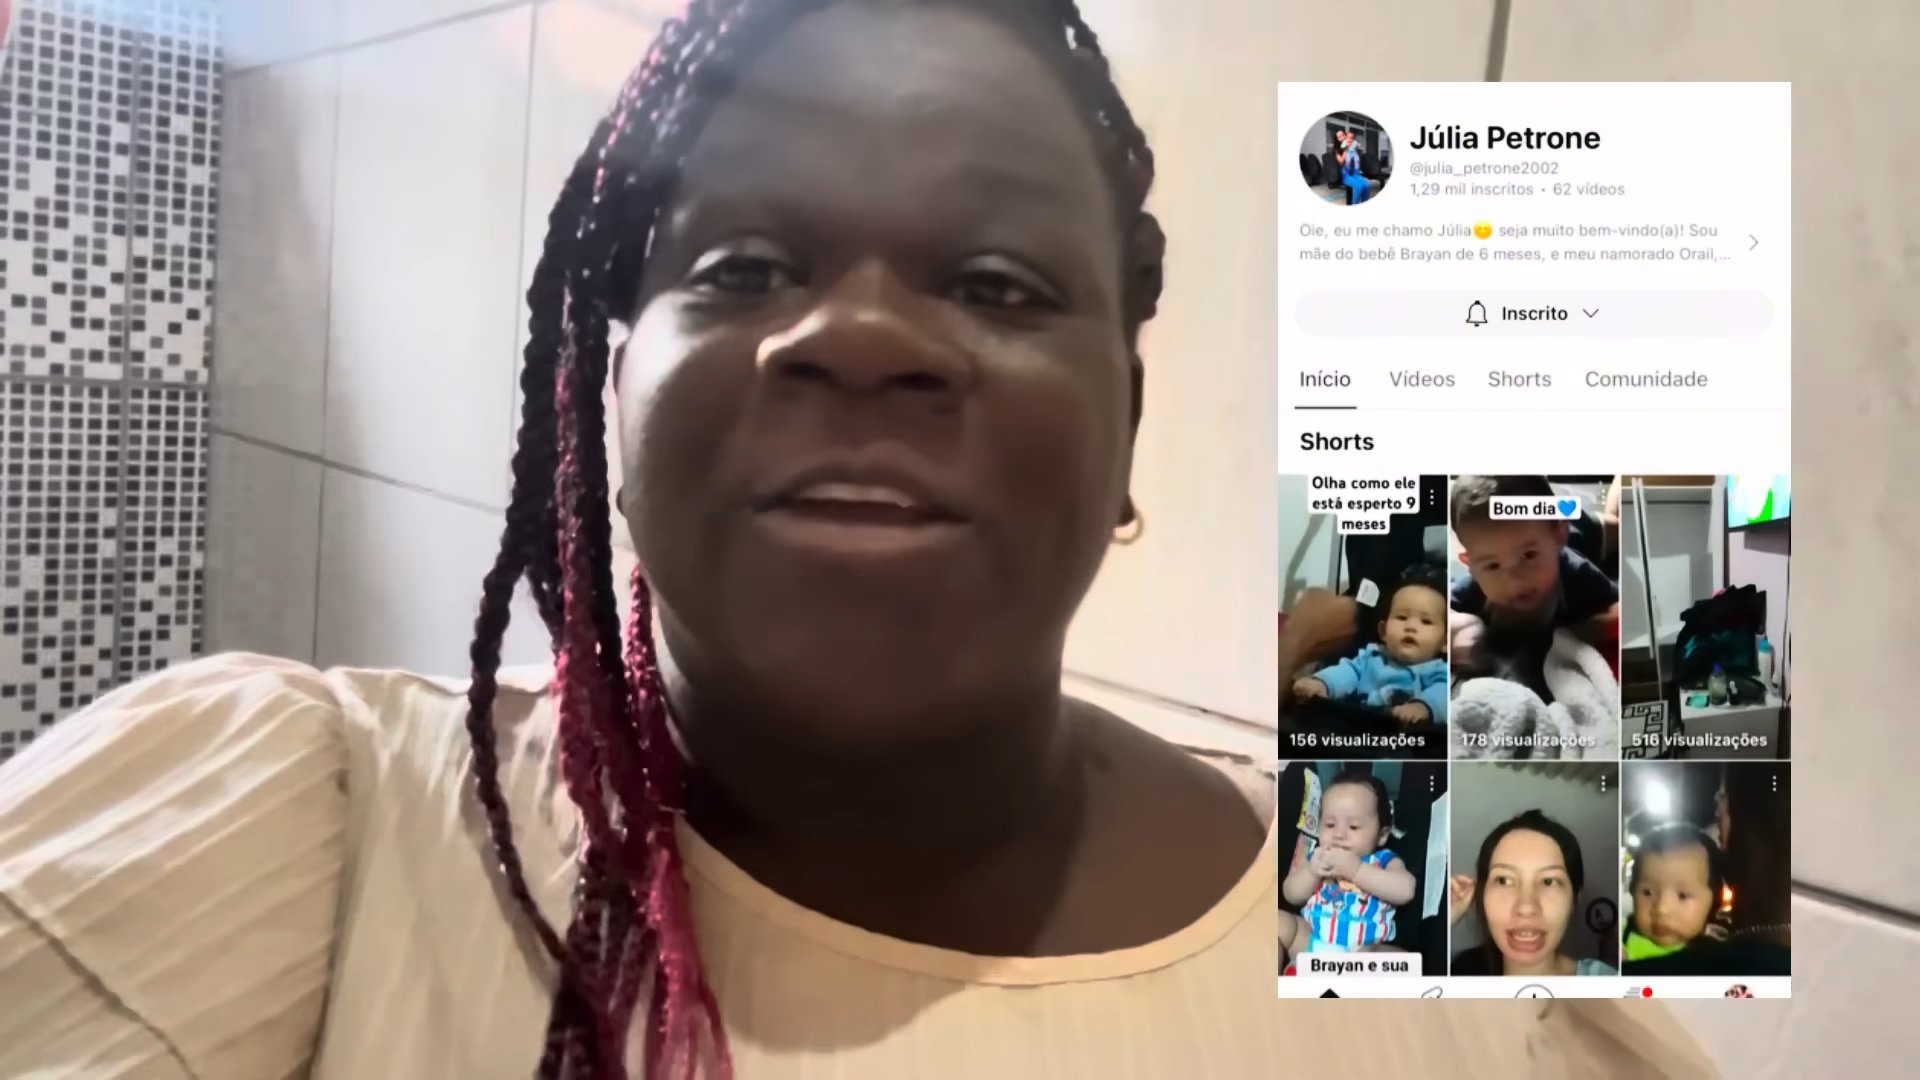 Júlia Petrone
@julia_petrone2002
1,29 mil inscritos • 62 vídeos
Oie, eu me chamo Júlia😊 seja muito bem-vindo(a)! Sou
mãe do bebê Brayan de 6 meses, e meu namorado Orail,...
Inscrito
Início Vídeos Shorts Comunidade
Shorts
Olha como ele
está esperto 9
meses
Bom dia💙
156 visualizações
178 visualizações
516 visualizações
Brayan e sua